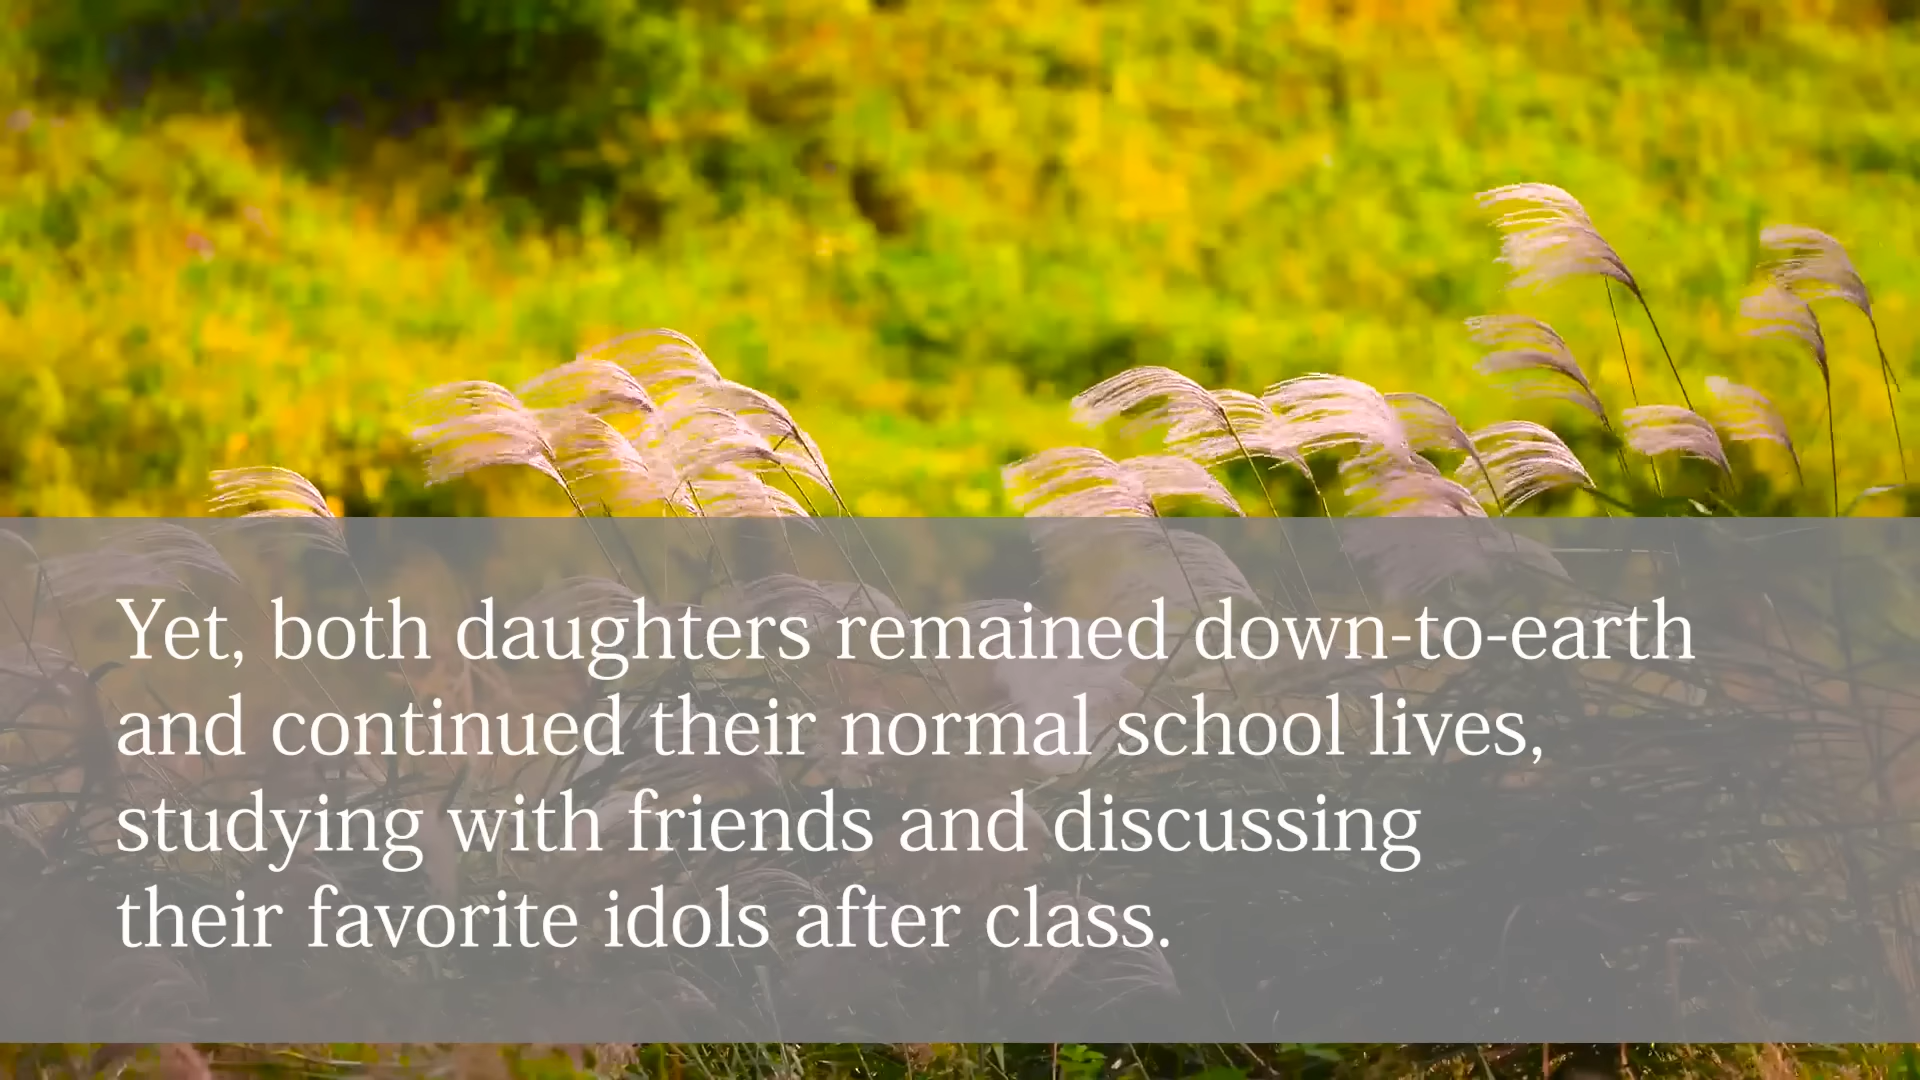 Yet, both daughters remained down-to-earth
and continued their normal school lives,
studying with friends and discussing
their favorite idols after class.